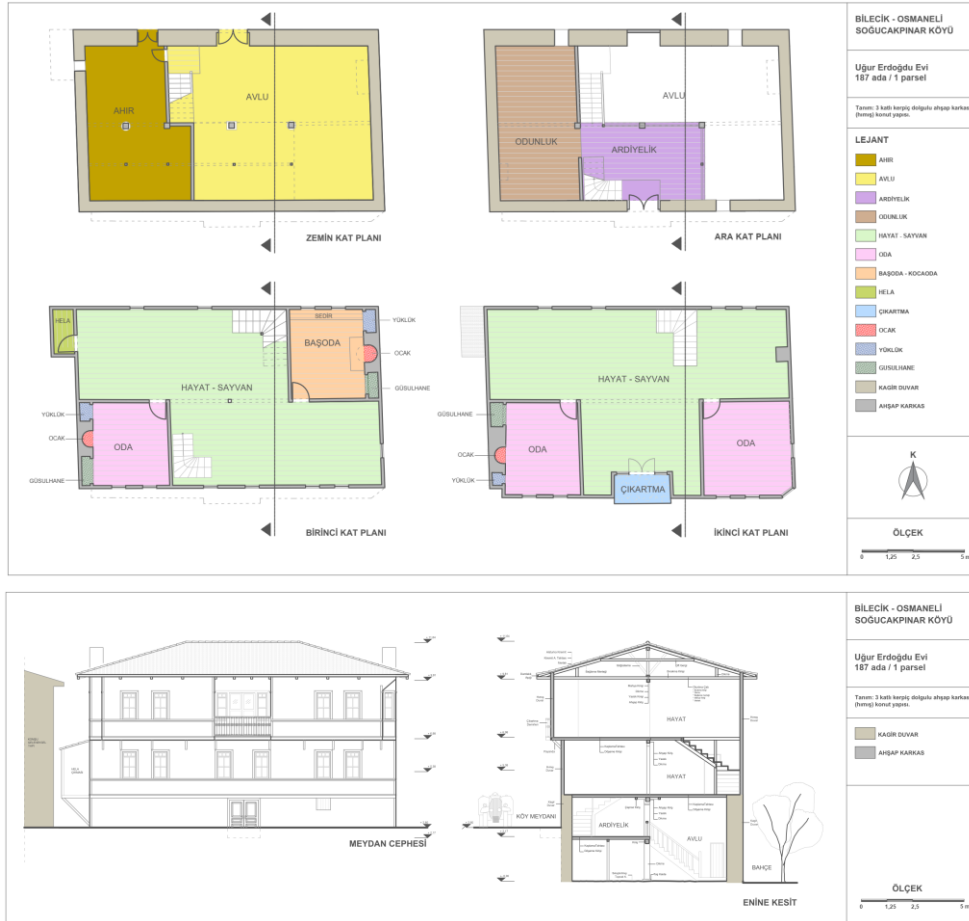 AHIR
AVLU
ZEMİN KAT PLANI
ODUNLUK
ARDİYELİK
AVLU
ARA KAT PLANI
HELA
SEDİR
BAŞODA
YÜKLÜK
OCAK
GÜSULHANE
HAYAT - SAYVAN
YÜKLÜK
OCAK
GÜSULHANE
ODA
BİRİNCİ KAT PLANI
HAYAT - SAYVAN
GÜSULHANE
OCAK
YÜKLÜK
ODA
ODA
ÇIKARTMA
İKİNCİ KAT PLANI
BİLECİK - OSMANELİ
SOĞUCAKPINAR KÖYÜ
Uğur Erdoğdu Evi
187 ada / 1 parsel
Tanım: 3 katlı kerpiç dolgulu ahşap karkas
(hımış) konut yapısı.
LEJANT
AHIR
AVLU
ARDİYELİK
ODUNLUK
HAYAT - SAYVAN
ODA
BAŞODA - KOCAODA
HELA
ÇIKARTMA
OCAK
YÜKLÜK
GUSULHANE
KAGİR DUVAR
AHŞAP KARKAS
K
ÖLÇEK
0 1,25 2,5 5 m
MEYDAN CEPHESİ
HAYAT
HAYAT
KÖY MEYDANI
ARDİYELİK
AVLU
BAHÇE
ENINE KESİT
BİLECİK - OSMANELİ
SOĞUCAKPINAR KÖYÜ
Uğur Erdoğdu Evi
187 ada / 1 parsel
Tanım: 3 katlı kerpiç dolgulu ahşap karkas
(hımış) konut yapısı.
KAGİR DUVAR
AHŞAP KARKAS
ÖLÇEK
0 1,25 2,5 5 m